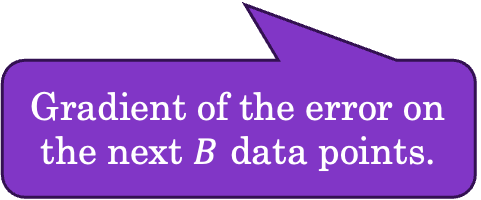 Gradient of the error on
the next B data points.